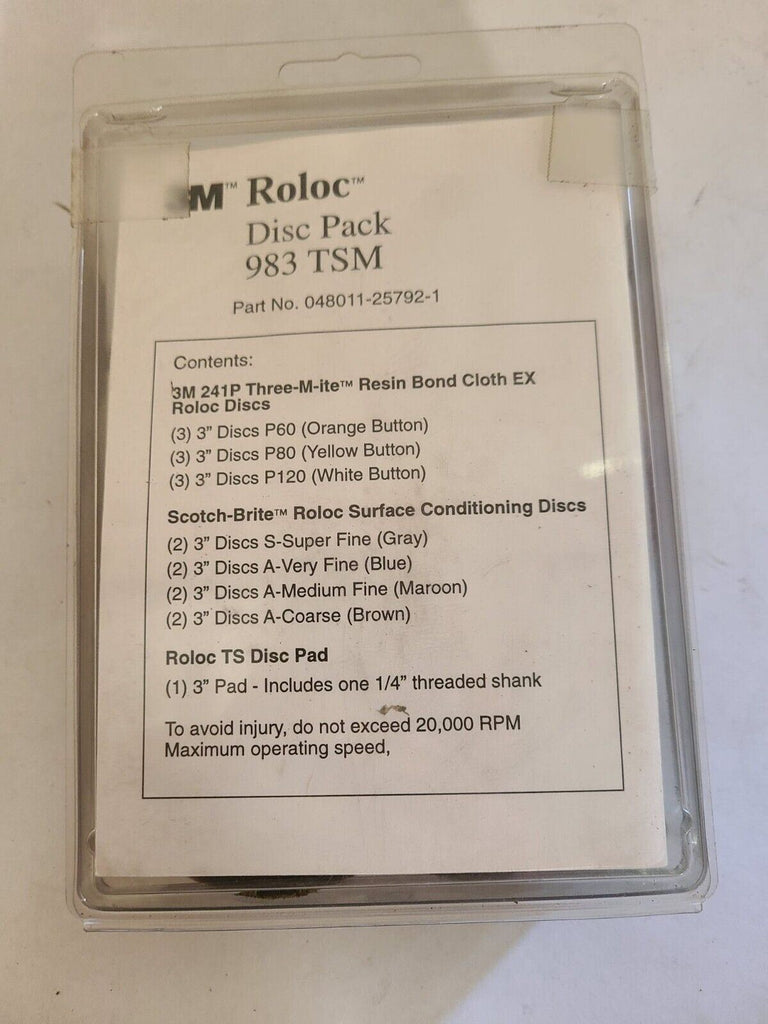 3M™ Roloc™
Disc Pack
983 TSM
Part No. 048011-25792-1
Contents:
3M 241P Three-M-ite™ Resin Bond Cloth EX
Roloc Discs
(3) 3” Discs P60 (Orange Button)
(3) 3” Discs P80 (Yellow Button)
(3) 3” Discs P120 (White Button)
Scotch-Brite™ Roloc Surface Conditioning Discs
(2) 3” Discs S-Super Fine (Gray)
(2) 3” Discs A-Very Fine (Blue)
(2) 3” Discs A-Medium Fine (Maroon)
(2) 3” Discs A-Coarse (Brown)
Roloc TS Disc Pad
(1) 3” Pad - Includes one 1/4” threaded shank
To avoid injury, do not exceed 20,000 RPM
Maximum operating speed,